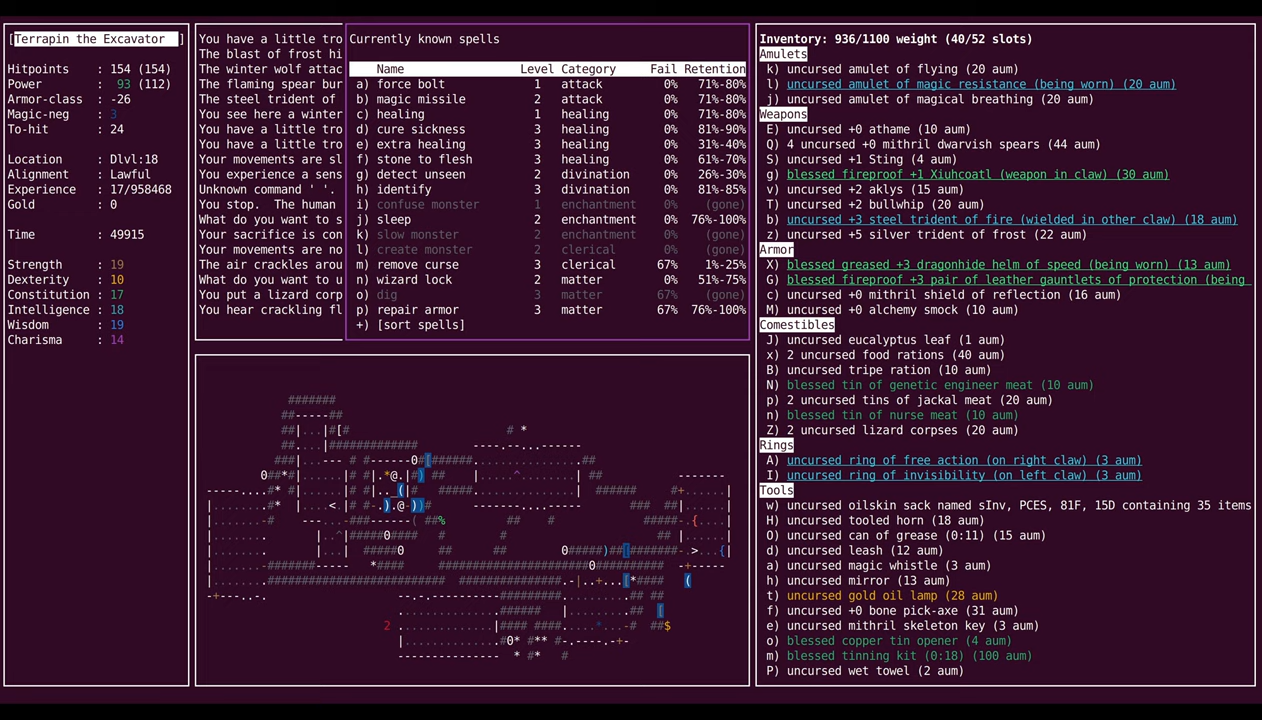 [Terrapin the Excavator ]
Hitpoints : 154 (154)
Power : 93 (112)
Armor-class : -26
Magic-neg : 3
To-hit : 24
Location : Dlvl:18
Alignment : Lawful
Experience : 17/958468
Gold : 0
Time : 49915
Strength : 19
Dexterity : 10
Constitution : 17
Intelligence : 18
Wisdom : 19
Charisma : 14
You have a little tro
The blast of frost hi
The winter wolf attac
The flaming spear bur
The steel trident of
You see here a winter
You have a little tro
You have a little tro
Your movements are sl
You experience a sens
Unknown command ' '.
You stop. The human
What do you want to s
Your sacrifice is con
Your movements are no
The air crackles arou
What do you want to u
You put a lizard corp
You hear crackling fl
Currently known spells
Name Level Category Fail Retention
a) force bolt 1 attack 0% 71%-80%
b) magic missile 2 attack 0% 71%-80%
c) healing 1 healing 0% 71%-80%
d) cure sickness 3 healing 0% 81%-90%
e) extra healing 3 healing 0% 31%-40%
f) stone to flesh 3 healing 0% 61%-70%
g) detect unseen 2 divination 0% 26%-30%
h) identify 3 divination 0% 81%-85%
i) confuse monster 1 enchantment 0% (gone)
j) sleep 2 enchantment 0% 76%-100%
k) slow monster 2 enchantment 0% (gone)
l) create monster 2 clerical 0% (gone)
m) remove curse 3 clerical 67% 1%-25%
n) wizard lock 2 matter 0% 51%-75%
o) dig 3 matter 67% (gone)
p) repair armor 3 matter 67% 76%-100%
+) [sort spells]
Inventory: 936/1100 weight (40/52 slots)
Amulets
k) uncursed amulet of flying (20 aum)
l) uncursed amulet of magic resistance (being worn) (20 aum)
j) uncursed amulet of magical breathing (20 aum)
Weapons
E) uncursed +0 athame (10 aum)
Q) 4 uncursed +0 mithril dwarvish spears (44 aum)
S) uncursed +1 Sting (4 aum)
g) blessed fireproof +1 Xiuhcoatl (weapon in claw) (30 aum)
v) uncursed +2 aklys (15 aum)
T) uncursed +2 bullwhip (20 aum)
b) uncursed +3 steel trident of fire (wielded in other claw) (18 aum)
z) uncursed +5 silver trident of frost (22 aum)
Armor
X) blessed greased +3 dragonhide helm of speed (being worn) (13 aum)
G) blessed fireproof +3 pair of leather gauntlets of protection (being
c) uncursed +0 mithril shield of reflection (16 aum)
M) uncursed +0 alchemy smock (10 aum)
Comestibles
J) uncursed eucalyptus leaf (1 aum)
x) 2 uncursed food rations (40 aum)
B) uncursed tripe ration (10 aum)
N) blessed tin of genetic engineer meat (10 aum)
p) 2 uncursed tins of jackal meat (20 aum)
n) blessed tin of nurse meat (10 aum)
Z) 2 uncursed lizard corpses (20 aum)
Rings
A) uncursed ring of free action (on right claw) (3 aum)
I) uncursed ring of invisibility (on left claw) (3 aum)
Tools
w) uncursed oilskin sack named sInv, PCES, 81F, 15D containing 35 items
H) uncursed tooled horn (18 aum)
O) uncursed can of grease (0:11) (15 aum)
d) uncursed leash (12 aum)
a) uncursed magic whistle (3 aum)
h) uncursed mirror (13 aum)
t) uncursed gold oil lamp (28 aum)
f) uncursed +0 bone pick-axe (31 aum)
e) uncursed mithril skeleton key (3 aum)
o) blessed copper tin opener (4 aum)
m) blessed tinning kit (0:18) (100 aum)
P) uncursed wet towel (2 aum)